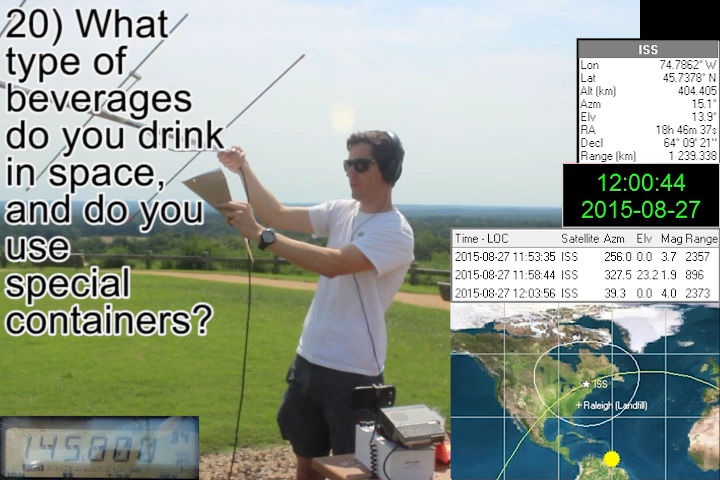 20) What
type of
beverages
do you drink
in space,
and do you
use
special
containers?
ISS
Lon 74.7862° W
Lat 45.7378° N
Alt (km) 404.405
Azm 15.1°
Elv 13.9°
RA 18h 46m 37s
Decl 64° 09' 21"
Range (km) 1 239.338
12:00:44
2015-08-27
Time - LOC Satellite Azm Elv Mag Range
2015-08-27 11:53:35 ISS 256.0 0.0 3.7 2357
2015-08-27 11:58:44 ISS 327.5 23.2 1.9 896
2015-08-27 12:03:56 ISS 39.3 0.0 4.0 2373
ISS
Raleigh (Landfill)
145.800